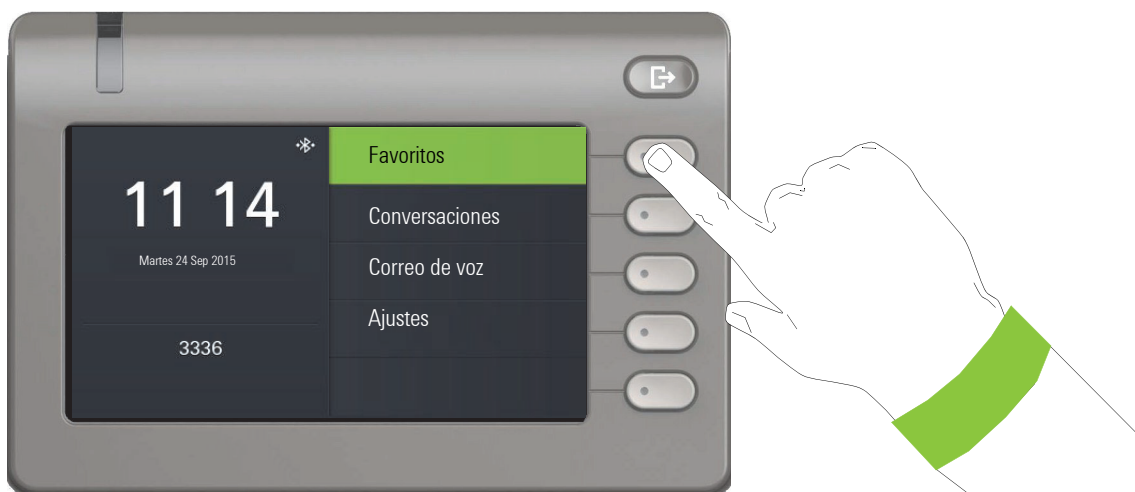 11 14
Martes 24 Sep 2015
3336
Favoritos
Conversaciones
Correo de voz
Ajustes